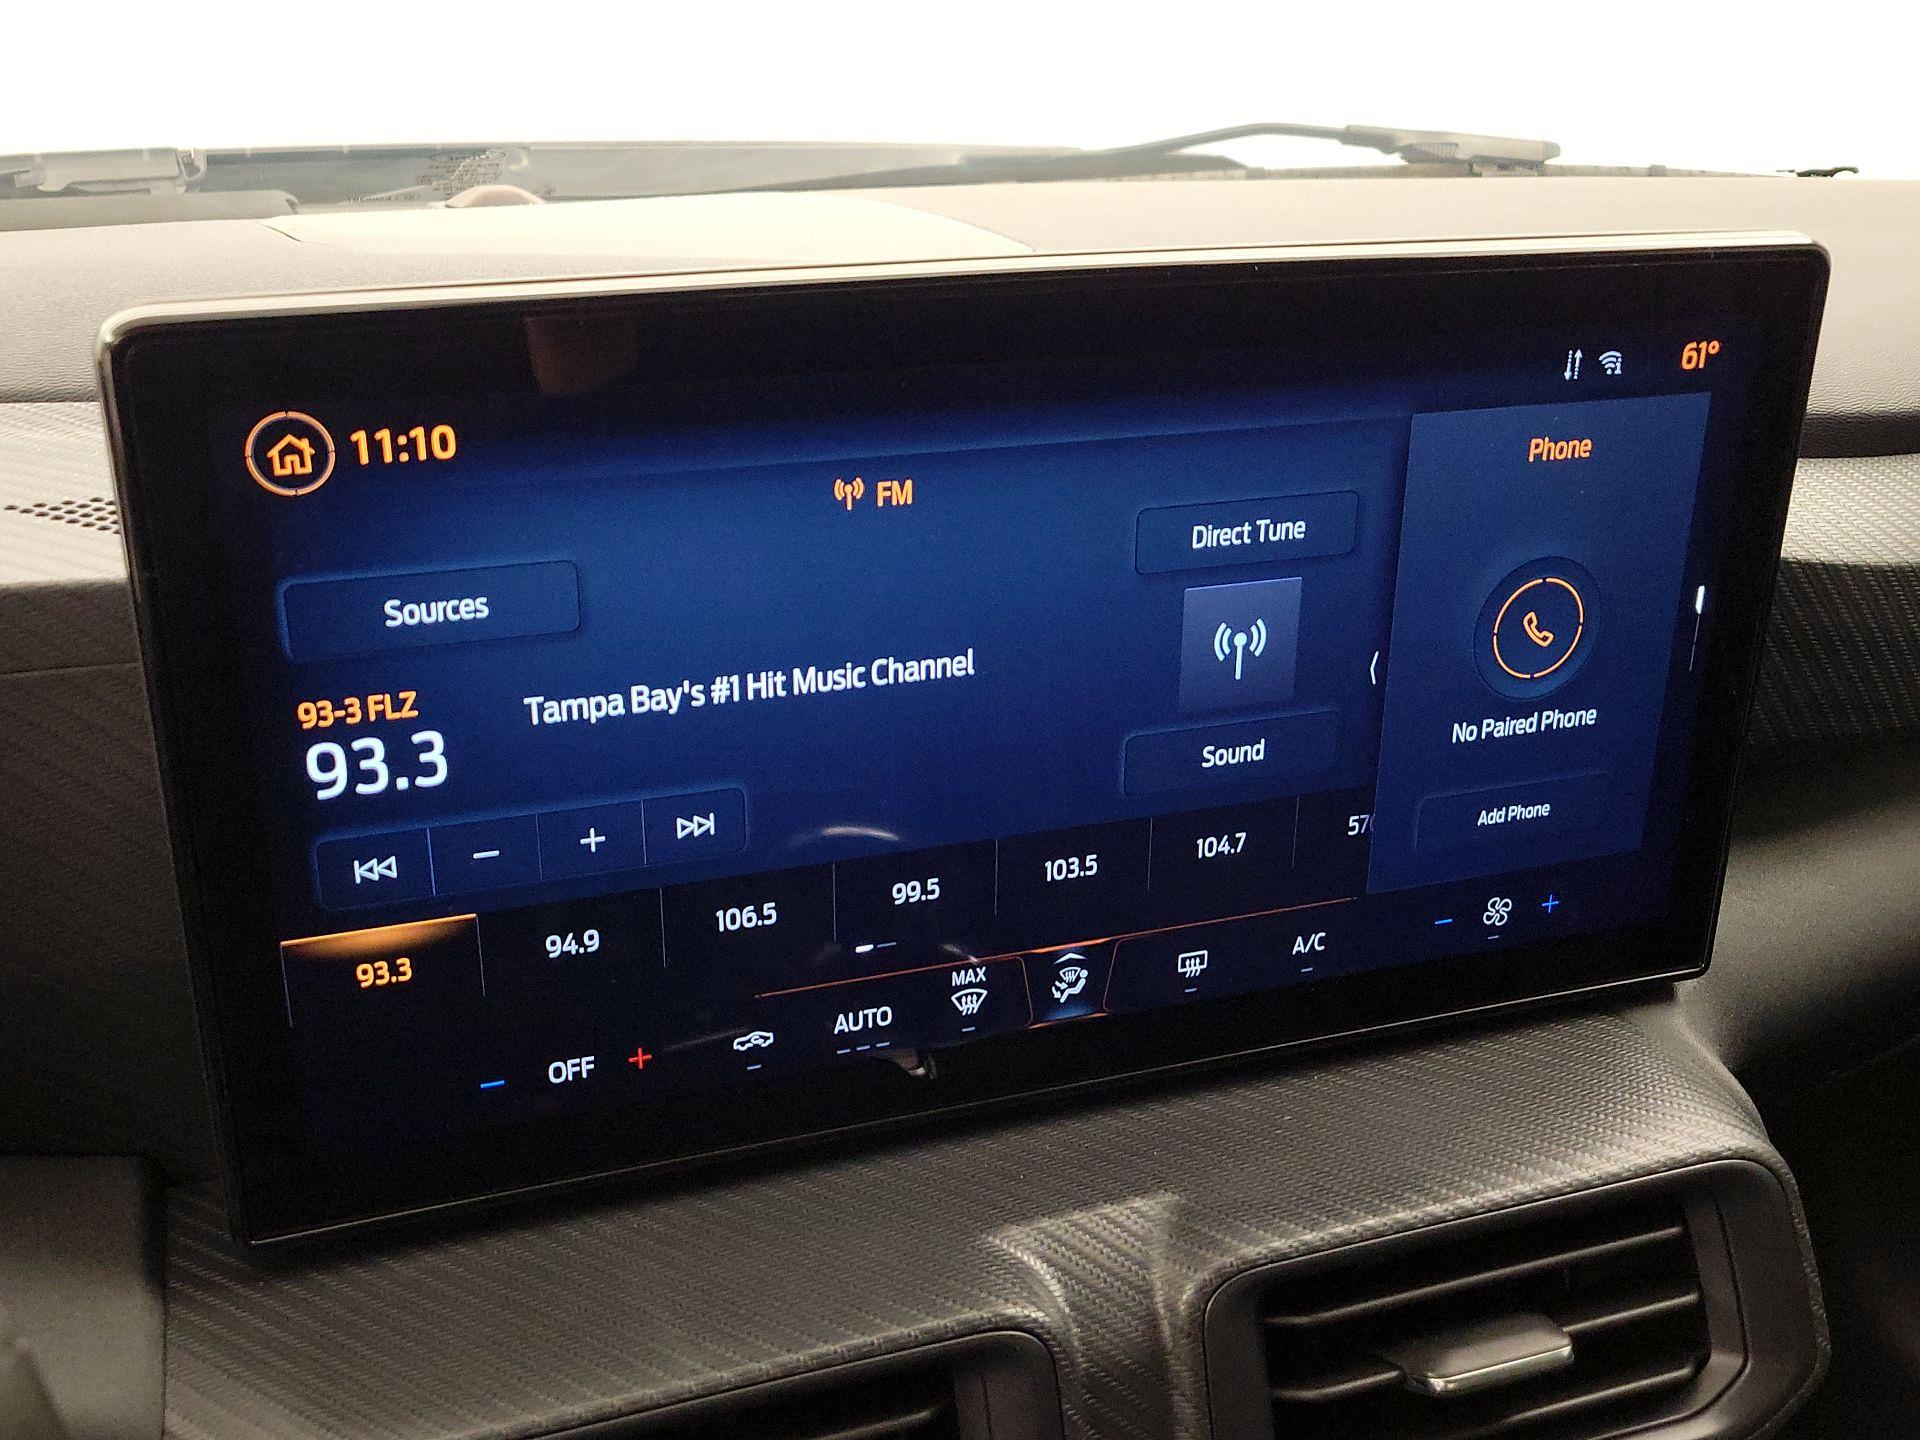 61°
11:10
Phone
FM
Direct Tune
Sources
93-3 FLZ
Tampa Bay's #1 Hit Music Channel
93.3
Sound
No Paired Phone
Add Phone
93.3
94.9
106.5
99.5
103.5
104.7
57
OFF
AUTO
MAX
A/C